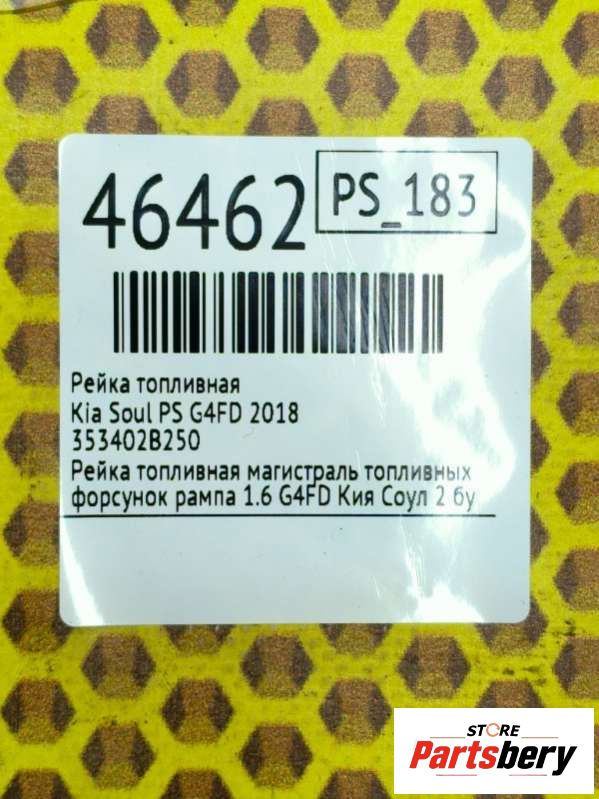 46462
PS_183
Рейка топливная
Kia Soul PS G4FD 2018
353402B250
Рейка топливная магистраль топливных
форсунок рампа 1.6 G4FD Кия Соул 2 бу
STORE
Partsbery